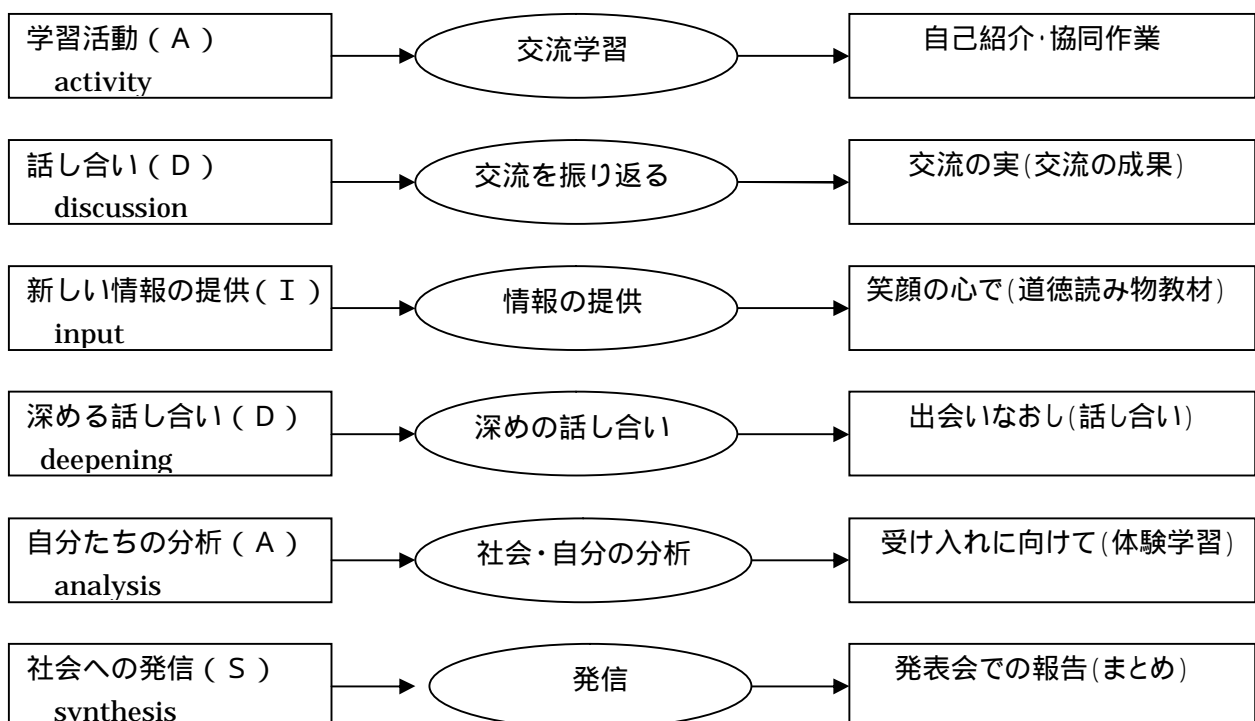 学習活動（Ａ）
activity
交流学習
自己紹介・協同作業
話し合い（Ｄ）
discussion
交流を振り返る
交流の実(交流の成果)
新しい情報の提供(Ｉ)
input
情報の提供
笑顔の心で(道徳読み物教材)
深める話し合い（Ｄ）
deepening
深めの話し合い
出会いなおし(話し合い)
自分たちの分析（Ａ）
analysis
社会・自分の分析
受け入れに向けて(体験学習)
社会への発信（Ｓ）
synthesis
発信
発表会での報告(まとめ)